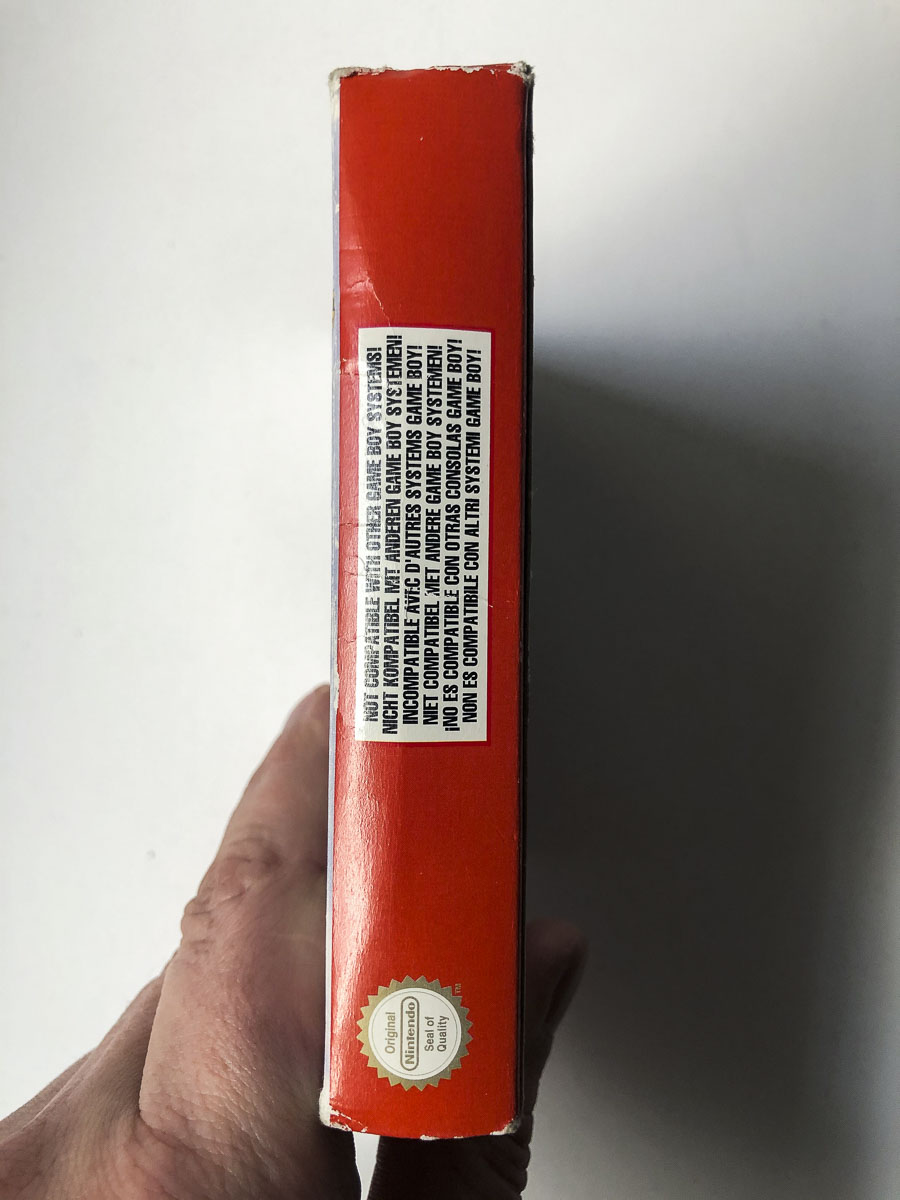 NOT COMPATIBLE WITH OTHER GAME BOY SYSTEMS!
NICHT KOMPATIBEL MIT ANDEREN GAME BOY SYSTEMEN!
INCOMPATIBLE AVEC D'AUTRES SYSTEMS GAME BOY!
NIET COMPATIBEL MET ANDERE GAME BOY SYSTEMEN!
¡NO ES COMPATIBLE CON OTRAS CONSOLAS GAME BOY!
NON ES COMPATIBILE CON ALTRI SYSTEMI GAME BOY!
Original
Nintendo
Seal of
Quality
TM